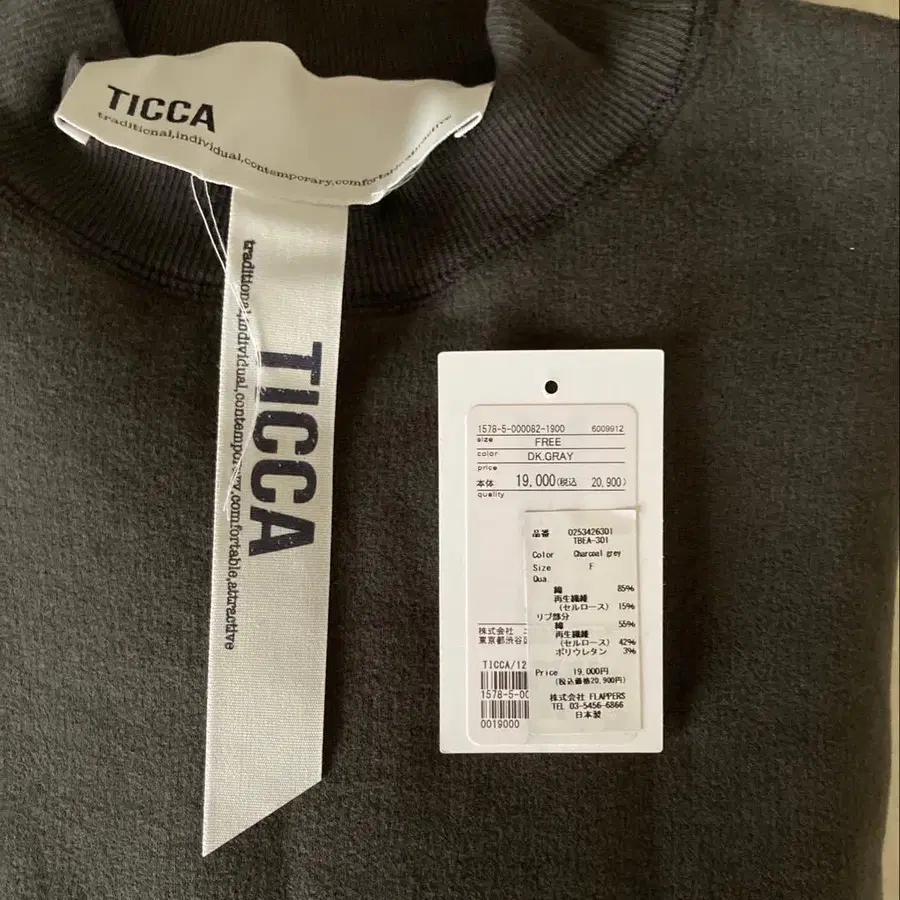 TICCA
traditional,individual,contemporary,comfortable,attractive
TICCA
traditional,individual,contemporary,comfortable,attractive
1578-5-000082-1900 6009912
size FREE
color DK.GRAY
price
本体 19,000(税込 20,900)
quality
品番 0253426301
TBEA-301
Color Charcoal grey
Size F
Qua.
綿 85%
再生繊維
(セルロース) 15%
リブ部分
綿 55%
再生繊維
(セルロース) 42%
ポリウレタン 3%
Price 19,000円
(税込価格20,900円)
株式会社 FLAPPERS
TEL 03-5456-6866
日本製
株式会社
東京都渋谷区
TICCA/12
1578-5-00
0019000